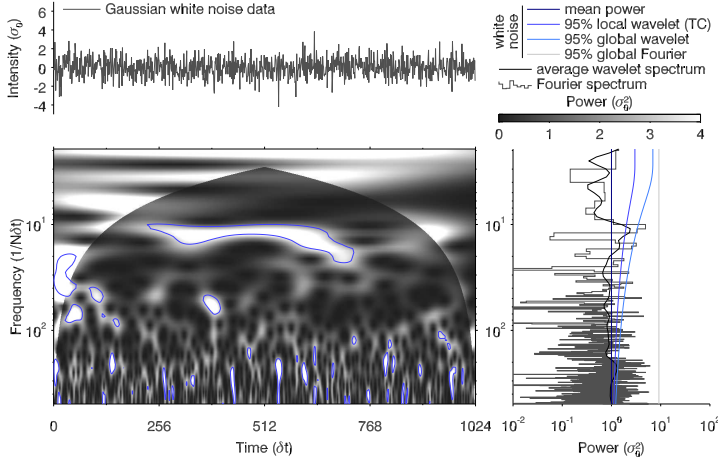 Gaussian white noise data
Intensity (σ₀)
6
4
2
0
-2
-4
white noise
mean power
95% local wavelet (TC)
95% global wavelet
95% global Fourier
average wavelet spectrum
Fourier spectrum
Power (σ₀²)
0 1 2 3 4
Frequency (1/Nδt)
10¹
10²
10¹
10²
0 256 512 768 1024
Time (δt)
10⁻² 10⁻¹ 10⁰ 10¹ 10²
Power (σ₀²)